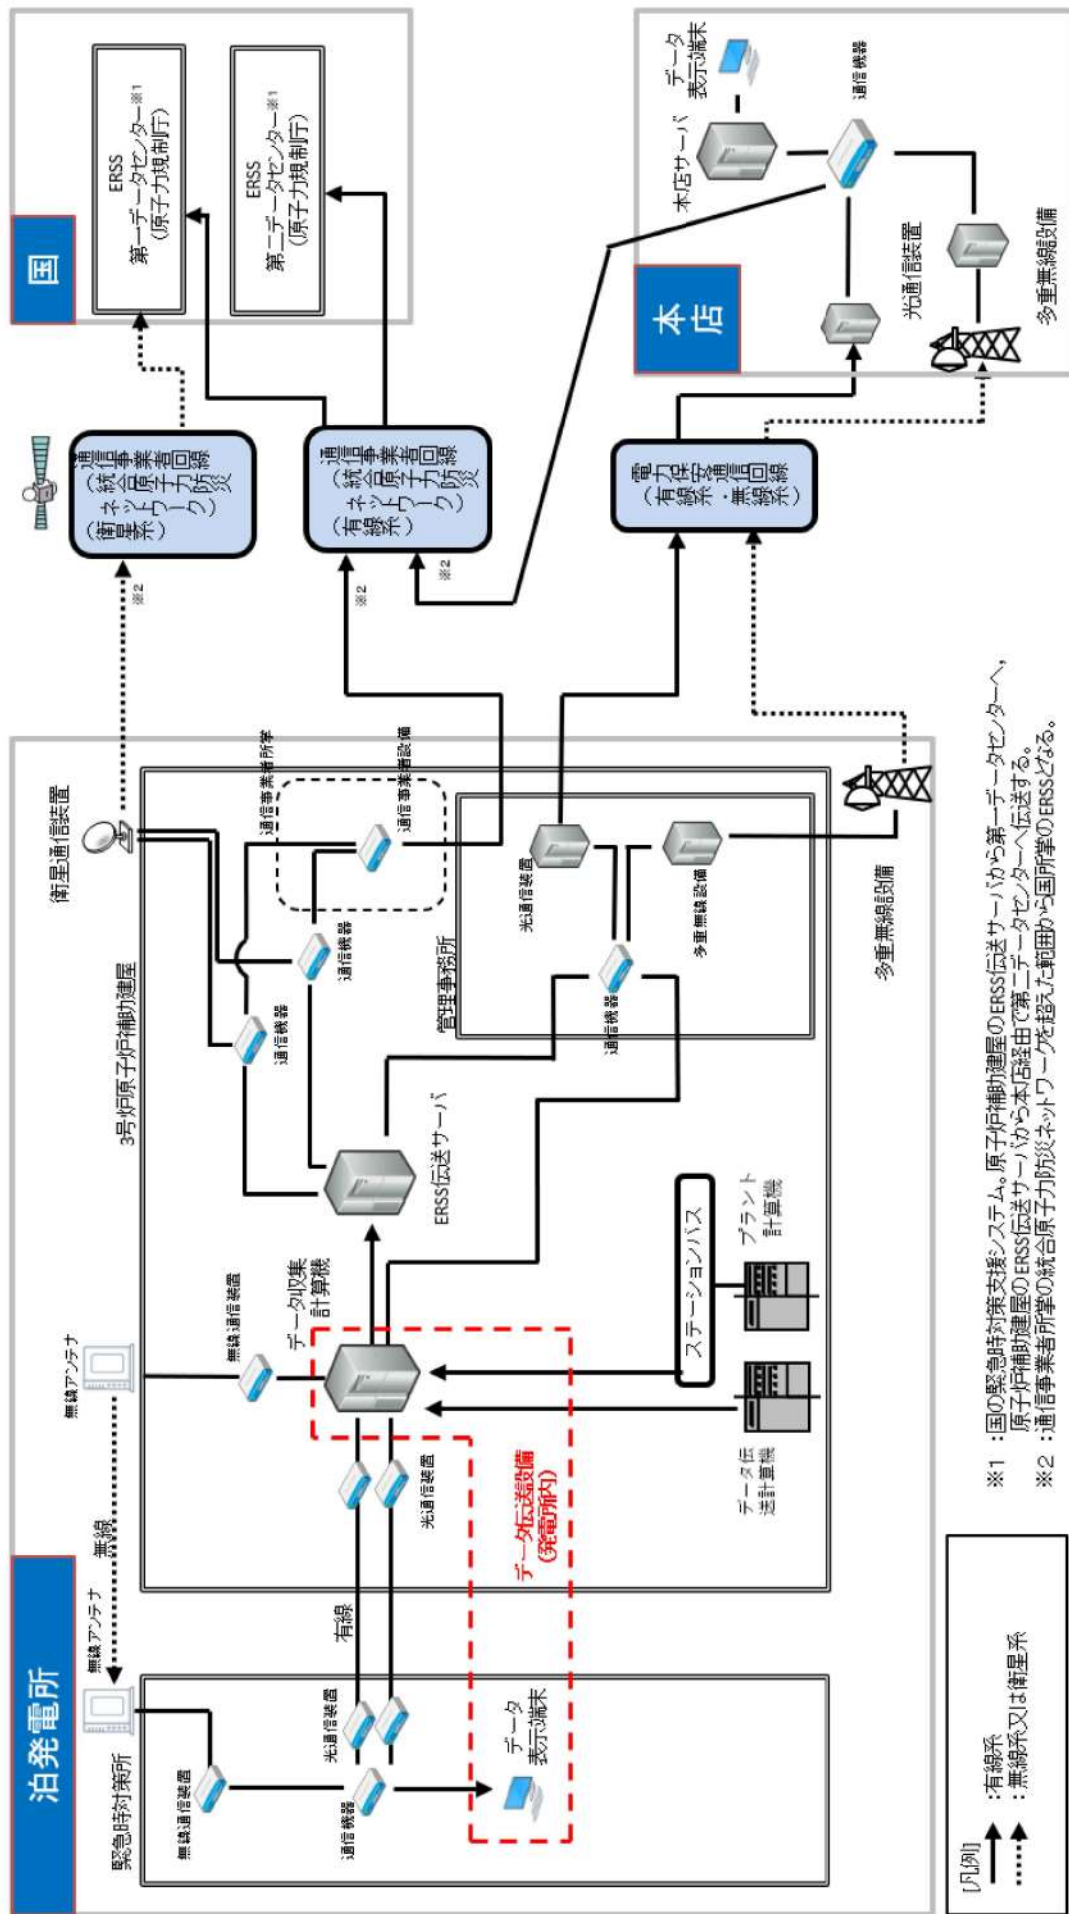 泊発電所
緊急時対策所
無線アンテナ
無線
無線アンテナ
無線通信装置
光通信装置
通信機器
データ
表示端末
有線
光通信装置
データ伝送設備
(発電所内)
3号炉原子炉補助建屋
無線通信装置
データ収集
計算機
ERSS伝送サーバ
ステーションバス
データ伝
送計算機
プラント
計算機
衛星通信装置
通信機器
通信機器
通信事業者所掌
通信事業者設備
管理事務所
通信機器
光通信装置
多重無線設備
多重無線設備
※2
※2
※2
通信事業者回線
(統合原子力防災
ネットワーク)
(衛星系)
通信事業者回線
(統合原子力防災
ネットワーク)
(有線系)
電力保安通信回線
(有線系・無線系)
国
ERSS
第一データセンター※1
(原子力規制庁)
ERSS
第二データセンター※1
(原子力規制庁)
本店
本店サーバ
データ
表示端末
通信機器
光通信装置
多重無線設備
[凡例]
:有線系
:無線系又は衛星系
※1 :国の緊急時対策支援システム。原子炉補助建屋のERSS伝送サーバから第一データセンターへ,
原子炉補助建屋のERSS伝送サーバから本店経由で第二データセンターへ伝送する。
※2 :通信事業者所掌の統合原子力防災ネットワークを超えた範囲から国所掌のERSSとなる。